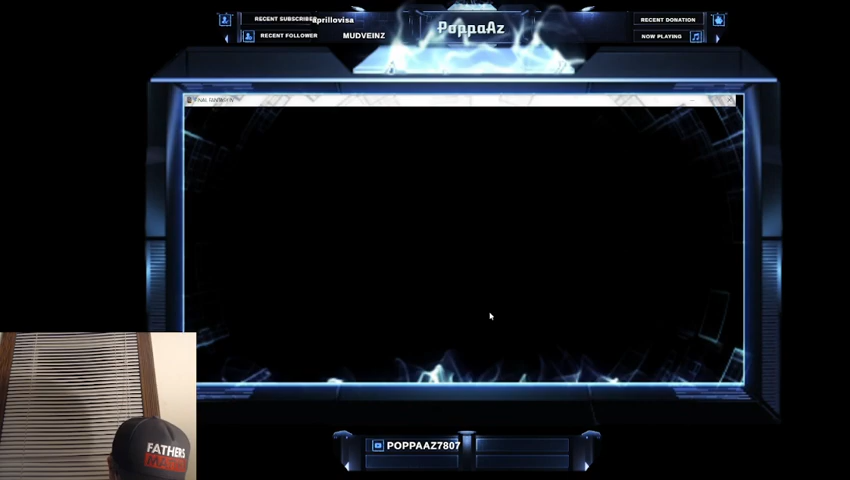 RECENT SUBSCRIBER
aprillovisa
RECENT FOLLOWER
MUDVEINZ
PoppaAz
RECENT DONATION
NOW PLAYING
POPPAAZ7807
FATHERS